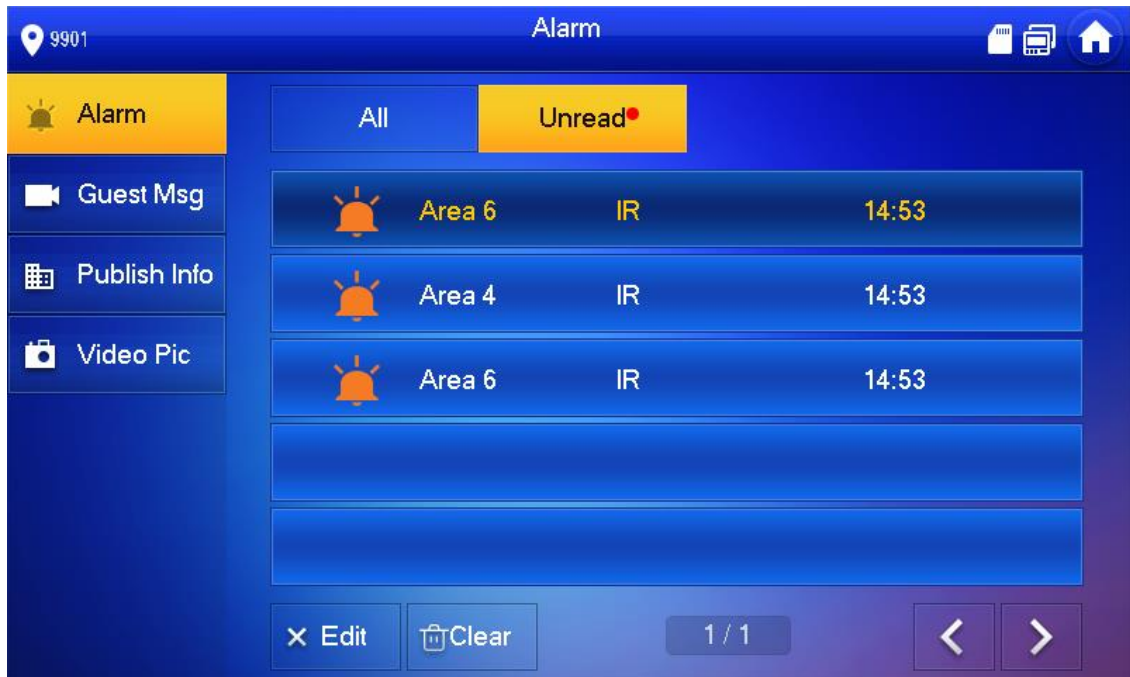 9901
Alarm
Alarm
Guest Msg
Publish Info
Video Pic
All
Unread
Area 6 IR 14:53
Area 4 IR 14:53
Area 6 IR 14:53
Edit
Clear
1 / 1